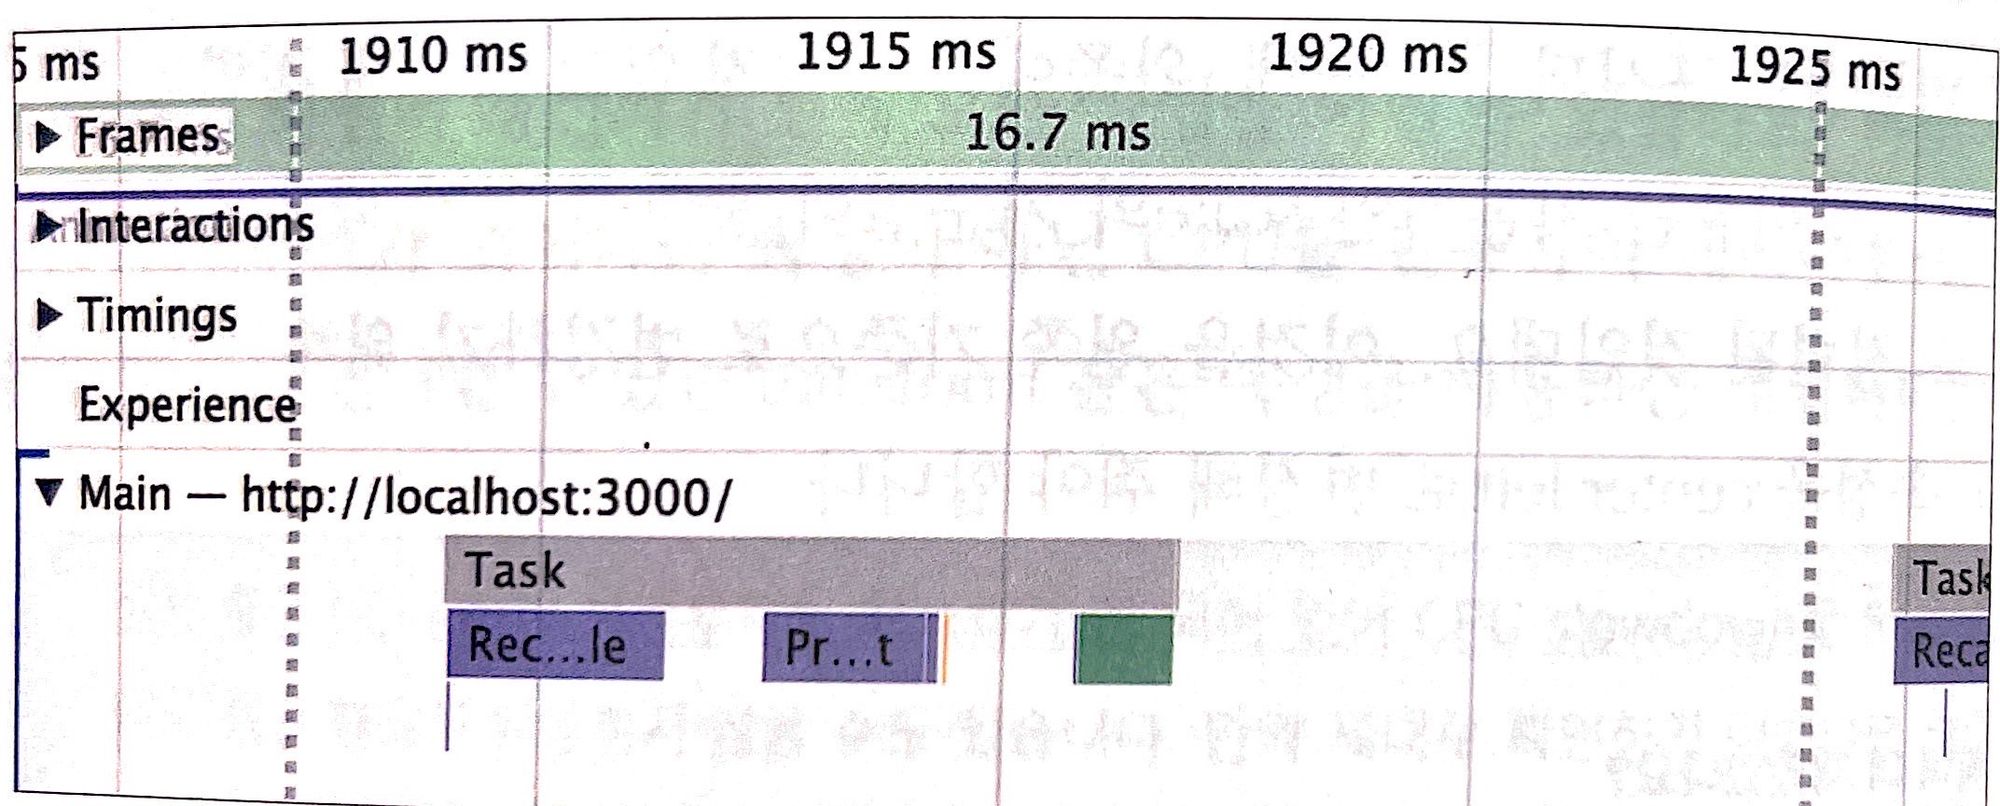 5 ms 1910 ms 1915 ms 1920 ms 1925 ms
Frames 16.7 ms
Interactions
Timings
Experience
Main — http://localhost:3000/
Task Task
Rec...le Pr...t Reca